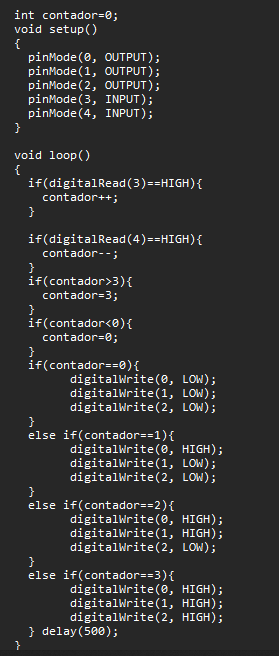 int contador=0;
void setup()
{
  pinMode(0, OUTPUT);
  pinMode(1, OUTPUT);
  pinMode(2, OUTPUT);
  pinMode(3, INPUT);
  pinMode(4, INPUT);
}

void loop()
{
  if(digitalRead(3)==HIGH){
    contador++;
  }

  if(digitalRead(4)==HIGH){
    contador--;
  }
  if(contador>3){
    contador=3;
  }
  if(contador<0){
    contador=0;
  }
  if(contador==0){
        digitalWrite(0, LOW);
        digitalWrite(1, LOW);
        digitalWrite(2, LOW);
  }
  else if(contador==1){
        digitalWrite(0, HIGH);
        digitalWrite(1, LOW);
        digitalWrite(2, LOW);
  }
  else if(contador==2){
        digitalWrite(0, HIGH);
        digitalWrite(1, HIGH);
        digitalWrite(2, LOW);
  }
  else if(contador==3){
        digitalWrite(0, HIGH);
        digitalWrite(1, HIGH);
        digitalWrite(2, HIGH);
  } delay(500);
}